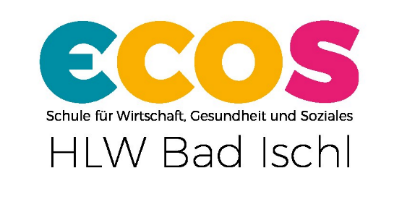 ecos
Schule für Wirtschaft, Gesundheit und Soziales
HLW Bad Ischl